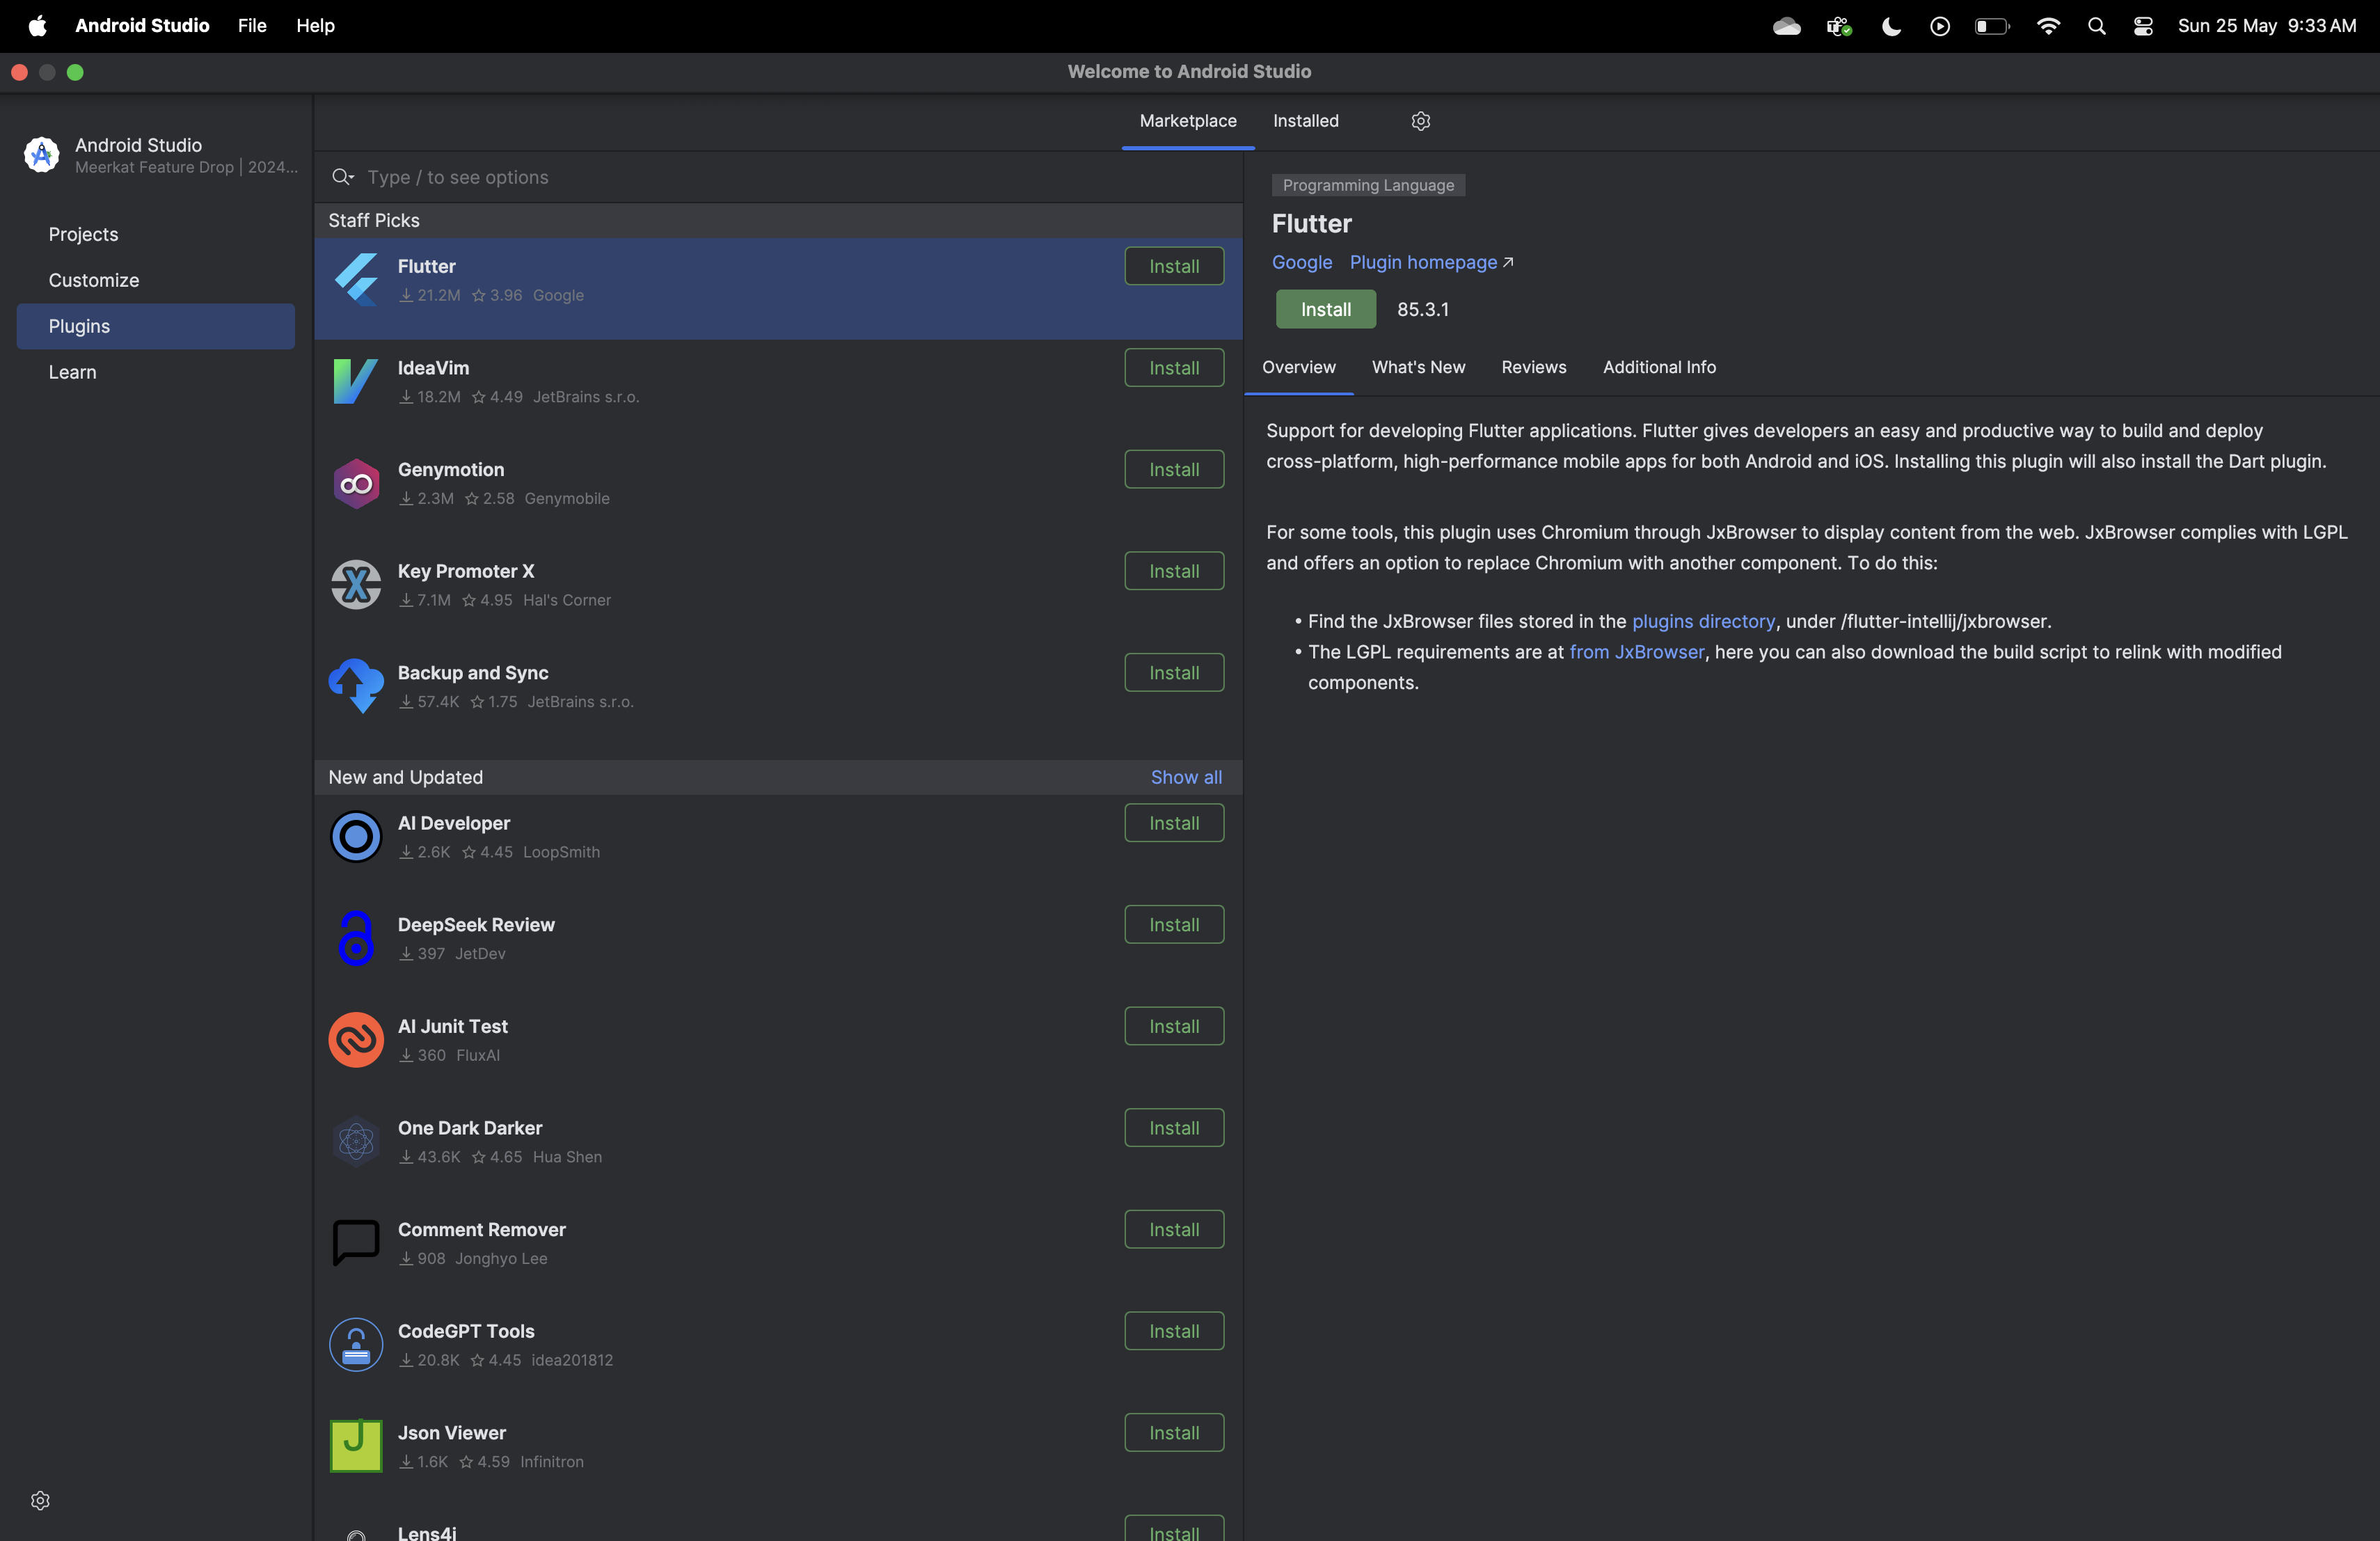 Android Studio File Help
Sun 25 May 9:33 AM
Welcome to Android Studio
Android Studio
Meerkat Feature Drop | 2024...
Projects
Customize
Plugins
Learn
Marketplace Installed
Type / to see options
Staff Picks
Flutter
21.2M 3.96 Google
Install
IdeaVim
18.2M 4.49 JetBrains s.r.o.
Install
Genymotion
2.3M 2.58 Genymobile
Install
Key Promoter X
7.1M 4.95 Hal's Corner
Install
Backup and Sync
57.4K 1.75 JetBrains s.r.o.
Install
New and Updated Show all
AI Developer
2.6K 4.45 LoopSmith
Install
DeepSeek Review
397 JetDev
Install
AI Junit Test
360 FluxAI
Install
One Dark Darker
43.6K 4.65 Hua Shen
Install
Comment Remover
908 Jonghyo Lee
Install
CodeGPT Tools
20.8K 4.45 idea201812
Install
Json Viewer
1.6K 4.59 Infinitron
Install
Lens4j
Install
Programming Language
Flutter
Google Plugin homepage
Install 85.3.1
Overview What's New Reviews Additional Info
Support for developing Flutter applications. Flutter gives developers an easy and productive way to build and deploy
cross-platform, high-performance mobile apps for both Android and iOS. Installing this plugin will also install the Dart plugin.
For some tools, this plugin uses Chromium through JxBrowser to display content from the web. JxBrowser complies with LGPL
and offers an option to replace Chromium with another component. To do this:
• Find the JxBrowser files stored in the plugins directory, under /flutter-intellij/jxbrowser.
• The LGPL requirements are at from JxBrowser, here you can also download the build script to relink with modified
components.